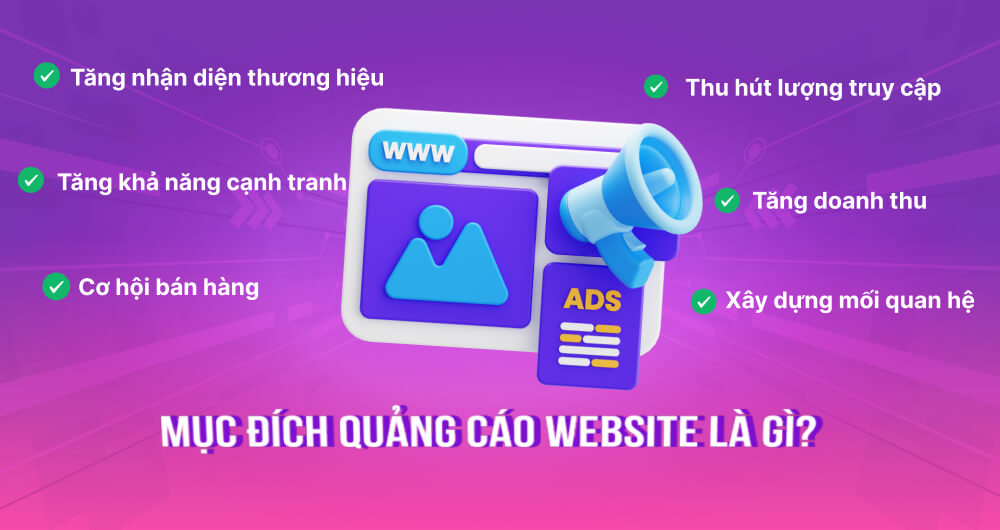 Tăng nhận diện thương hiệu
Thu hút lượng truy cập
WWW
Tăng khả năng cạnh tranh
Tăng doanh thu
Cơ hội bán hàng
Xây dựng mối quan hệ
ADS
MỤC ĐÍCH QUẢNG CÁO WEBSITE LÀ GÌ?